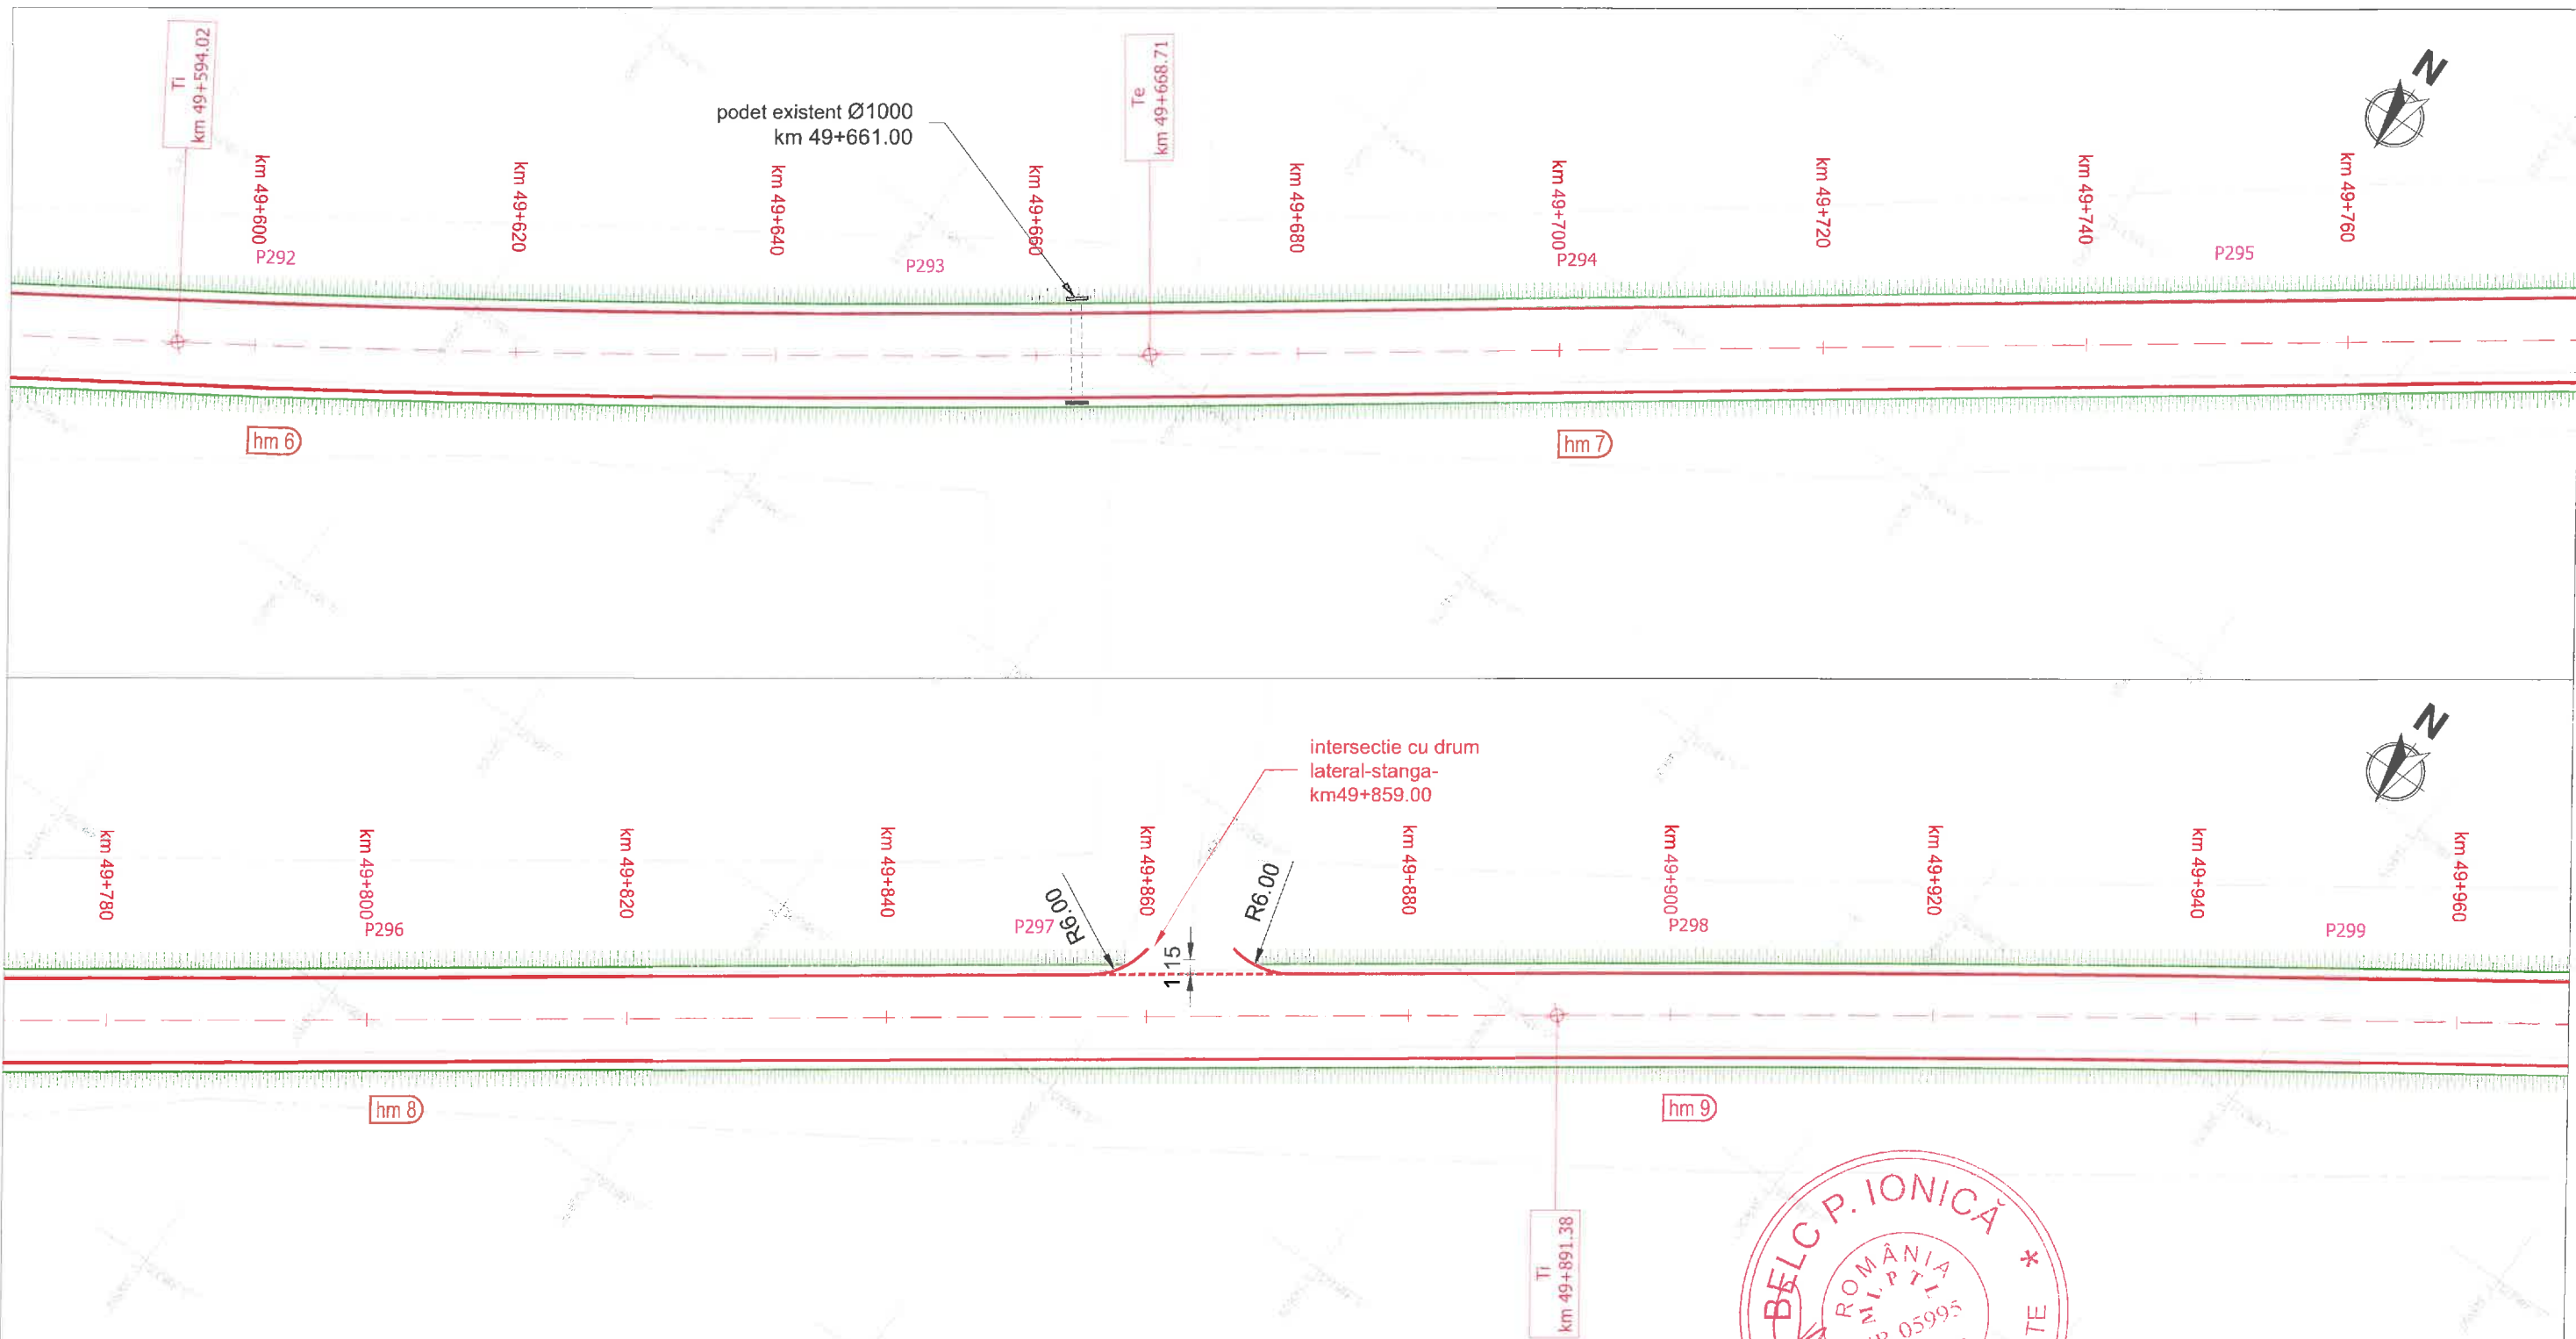 Ti
km 49+594.02
podet existent Ø1000
km 49+661.00
Te
km 49+668.71
N
km 49+600
km 49+620
km 49+640
km 49+660
km 49+680
km 49+700
km 49+720
km 49+740
km 49+760
P292
P293
P294
P295
hm 6
hm 7
intersectie cu drum
lateral-stanga-
km49+859.00
N
km 49+780
km 49+800
km 49+820
km 49+840
km 49+860
km 49+880
km 49+900
km 49+920
km 49+940
km 49+960
R6.00
R6.00
1.15
P296
P297
P298
P299
hm 8
hm 9
Ti
km 49+891.38
BELC P. IONICĂ *
ROMÂNIA
M.L.P.T.L.
05995